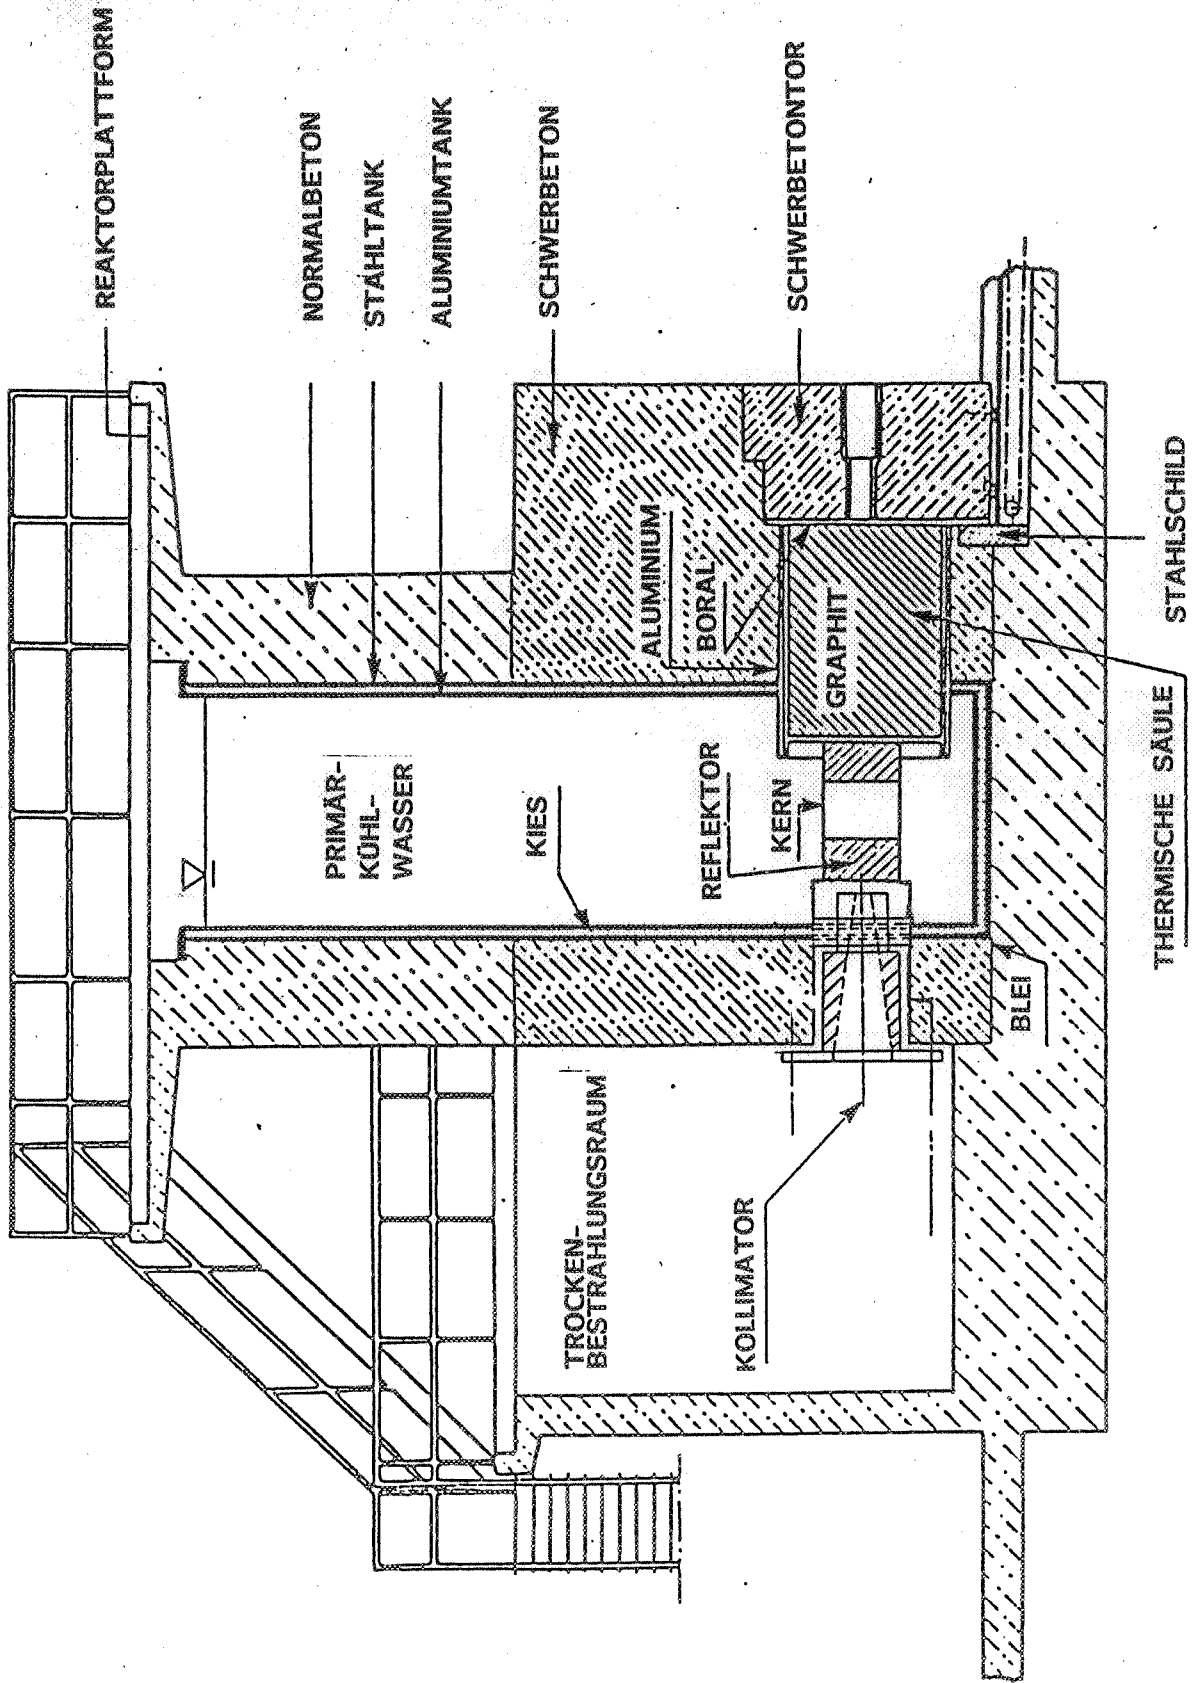 REAKTORPLATTFORM
NORMALBETON
STAHLTANK
ALUMINIUMTANK
SCHWERBETON
SCHWERBETONTOR
ALUMINIUM
BORAL
GRAPHIT
PRIMÄR-
KÜHL-
WASSER
KIES
REFLEKTOR
KERN
TROCKEN-
BESTRAHLUNGSRAUM
KOLLIMATOR
BLEI
THERMISCHE SÄULE
STAHLSCHILD